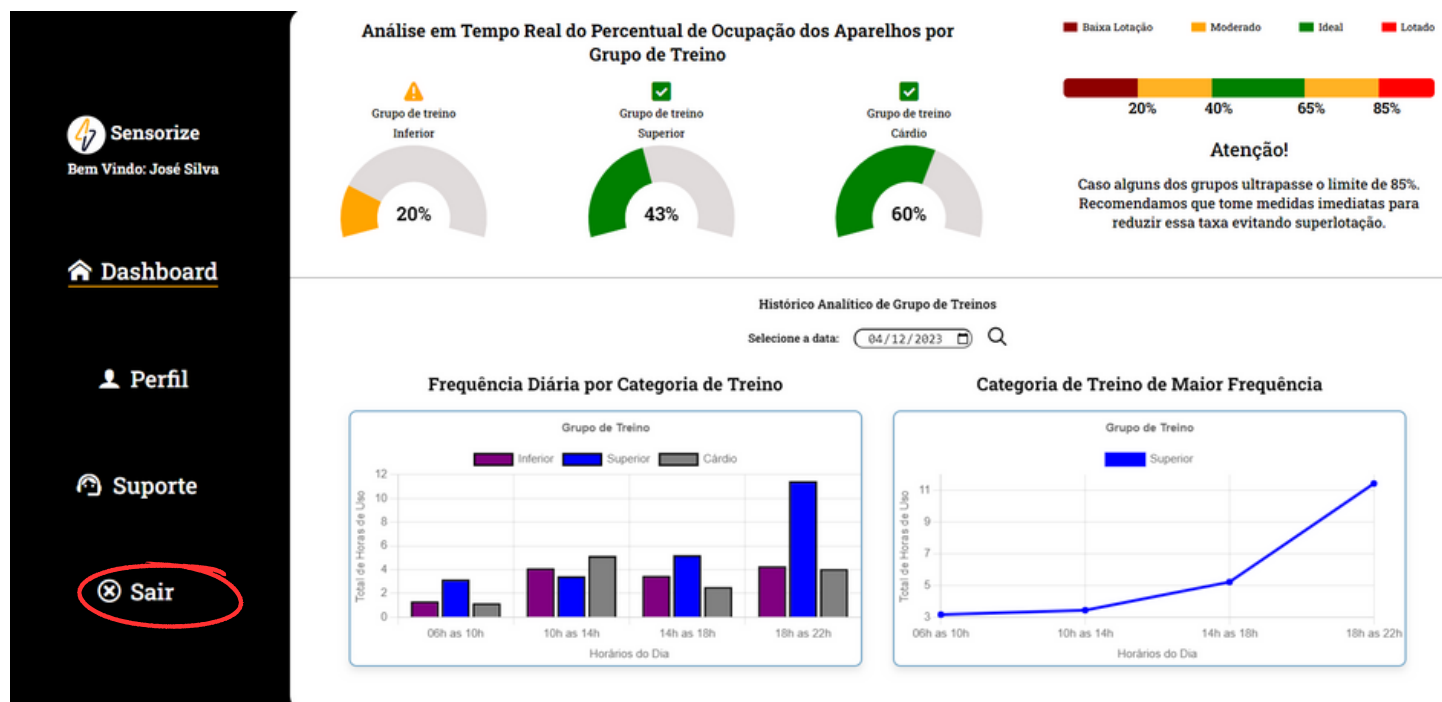 Sensorize
Bem Vindo: José Silva
Dashboard
Perfil
Suporte
Sair
Análise em Tempo Real do Percentual de Ocupação dos Aparelhos por
Grupo de Treino
Grupo de treino
Inferior
20%
Grupo de treino
Superior
43%
Grupo de treino
Cárdio
60%
Baixa Lotação Moderado Ideal Lotado
20% 40% 65% 85%
Atenção!
Caso alguns dos grupos ultrapasse o limite de 85%.
Recomendamos que tome medidas imediatas para
reduzir essa taxa evitando superlotação.
Histórico Analítico de Grupo de Treinos
Selecione a data: 04/12/2023
Frequência Diária por Categoria de Treino
Grupo de Treino
Inferior Superior Cárdio
Total de Horas de Uso
12
10
8
6
4
2
0
06h as 10h 10h as 14h 14h as 18h 18h as 22h
Horários do Dia
Categoria de Treino de Maior Frequência
Grupo de Treino
Superior
Total de Horas de Uso
11
9
7
5
3
06h as 10h 10h as 14h 14h as 18h 18h as 22h
Horários do Dia